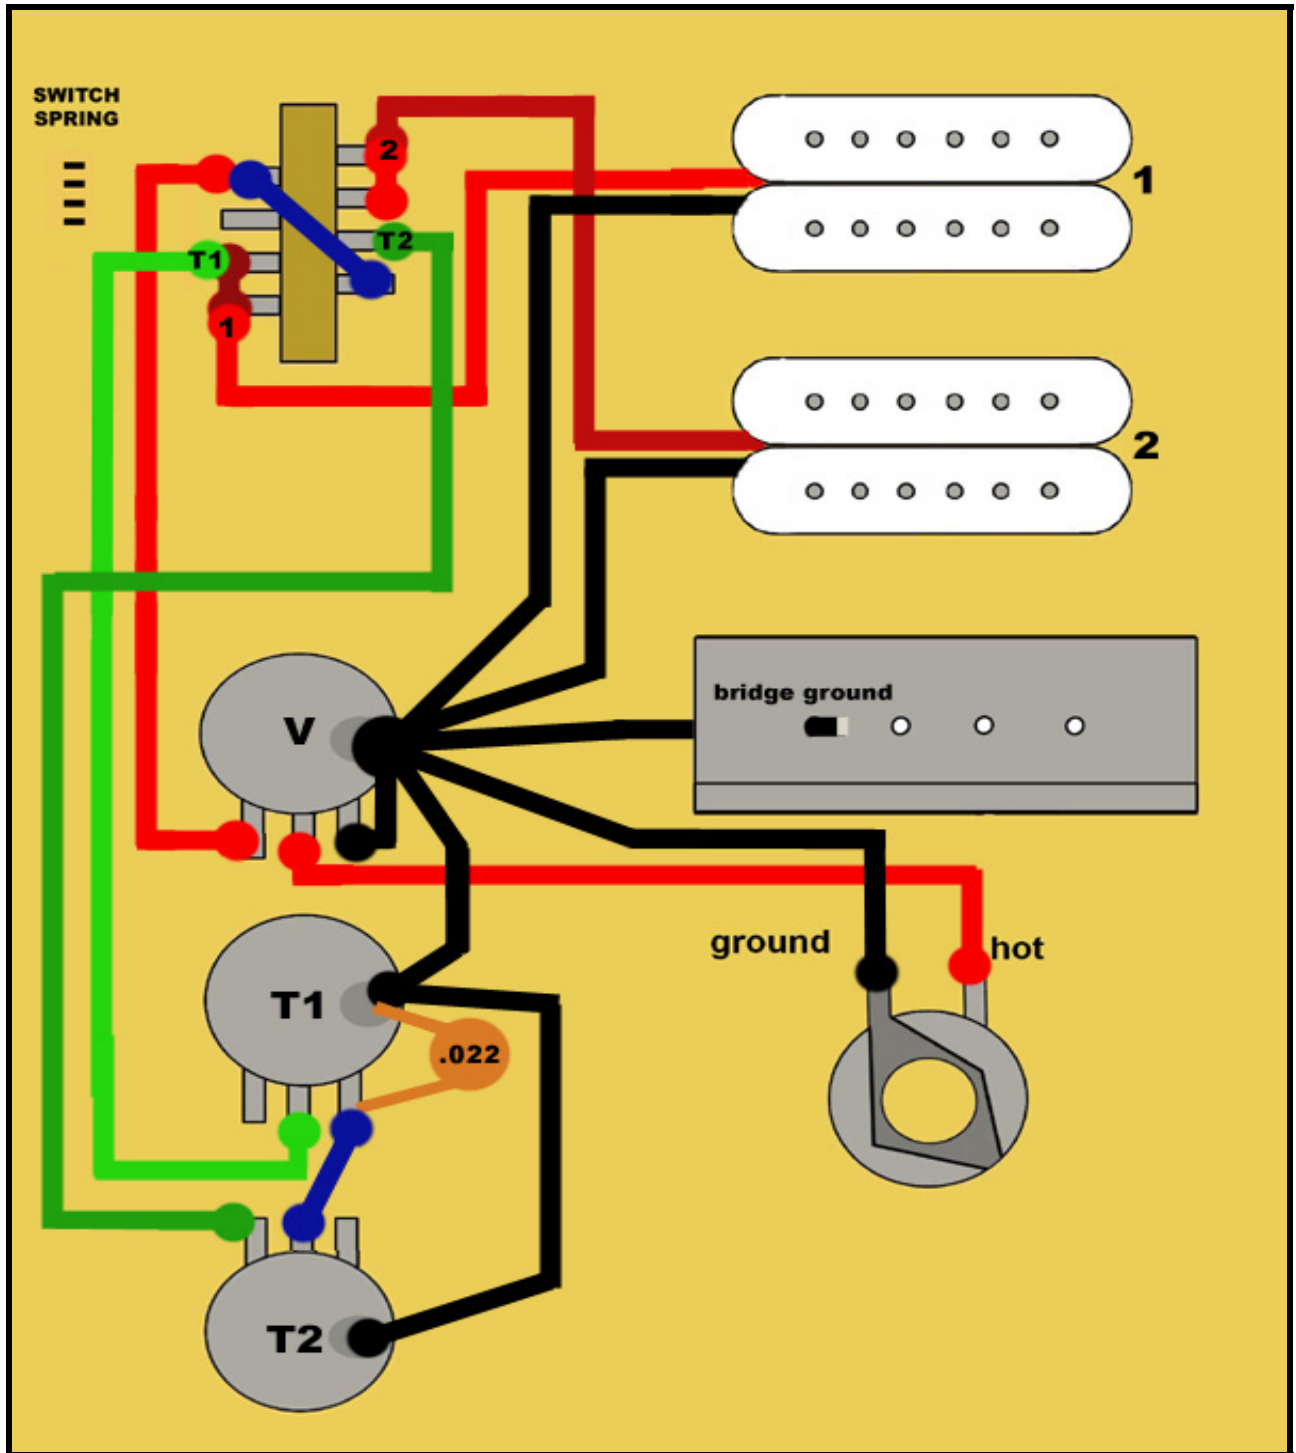 SWITCH
SPRING
2
1
T2
T1
1
2
bridge ground
V
ground
hot
T1
.022
T2